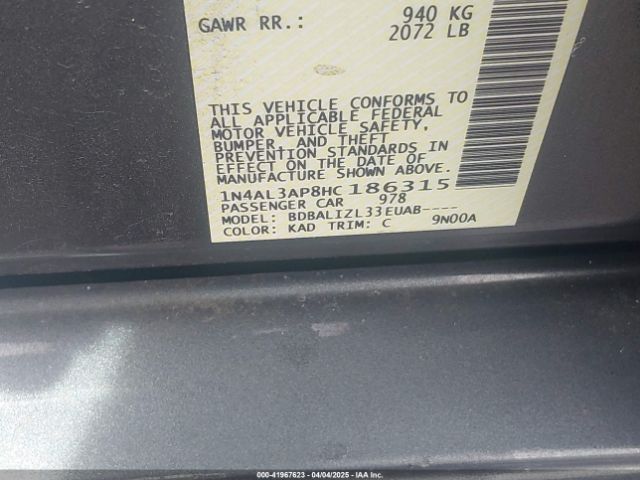 GAWR RR.: 940 KG
2072 LB
THIS VEHICLE CONFORMS TO
ALL APPLICABLE FEDERAL
MOTOR VEHICLE SAFETY,
BUMPER, AND THEFT
PREVENTION STANDARDS IN
EFFECT ON THE DATE OF
MANUFACTURE SHOWN ABOVE.
1N4AL3AP8HC186315
PASSENGER CAR 978
MODEL: BDBALIZL33EUAB----
COLOR: KAD TRIM: C 9N00A
000-41967623 - 04/04/2025 - IAA Inc.